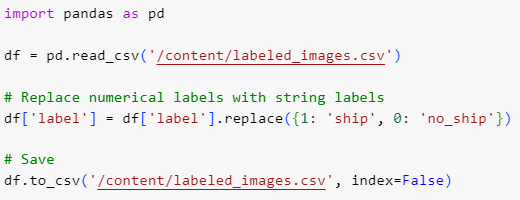 import pandas as pd
df = pd.read_csv('/content/labeled_images.csv')
# Replace numerical labels with string labels
df['label'] = df['label'].replace({1: 'ship', 0: 'no_ship'})
# Save
df.to_csv('/content/labeled_images.csv', index=False)